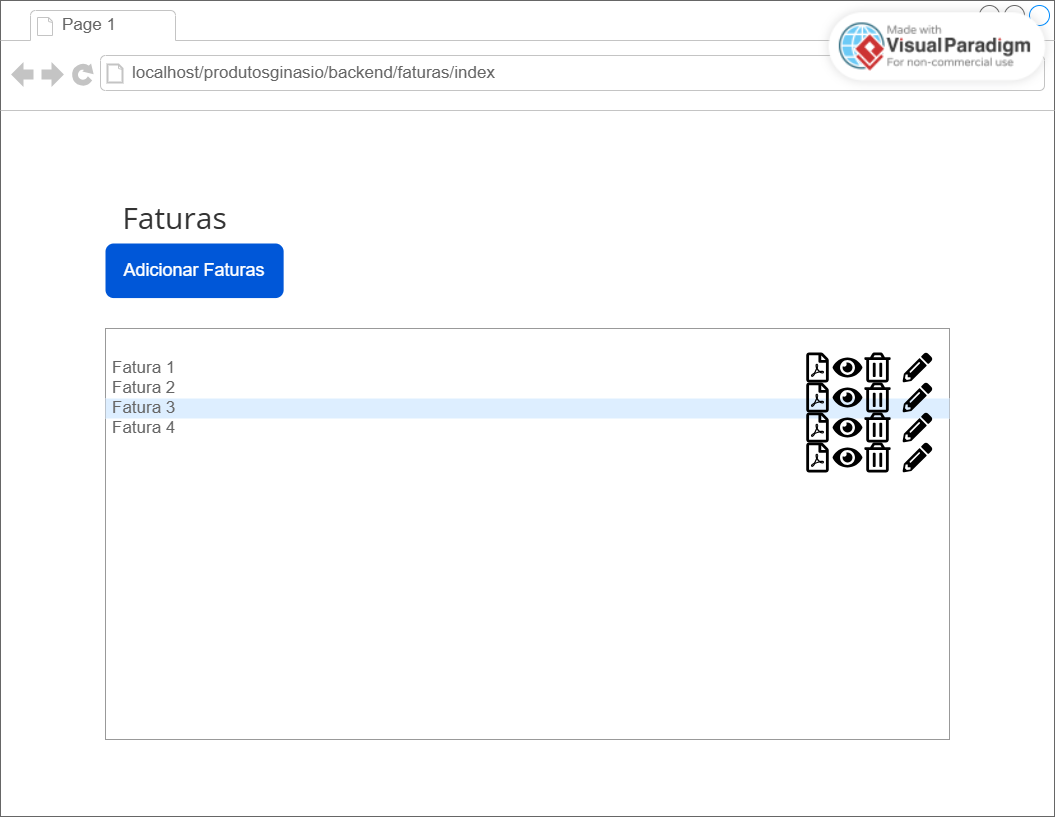 Page 1
Made with
Visual Paradigm
For non-commercial use
localhost/produtosginasio/backend/faturas/index
Faturas
Adicionar Faturas
Fatura 1
Fatura 2
Fatura 3
Fatura 4